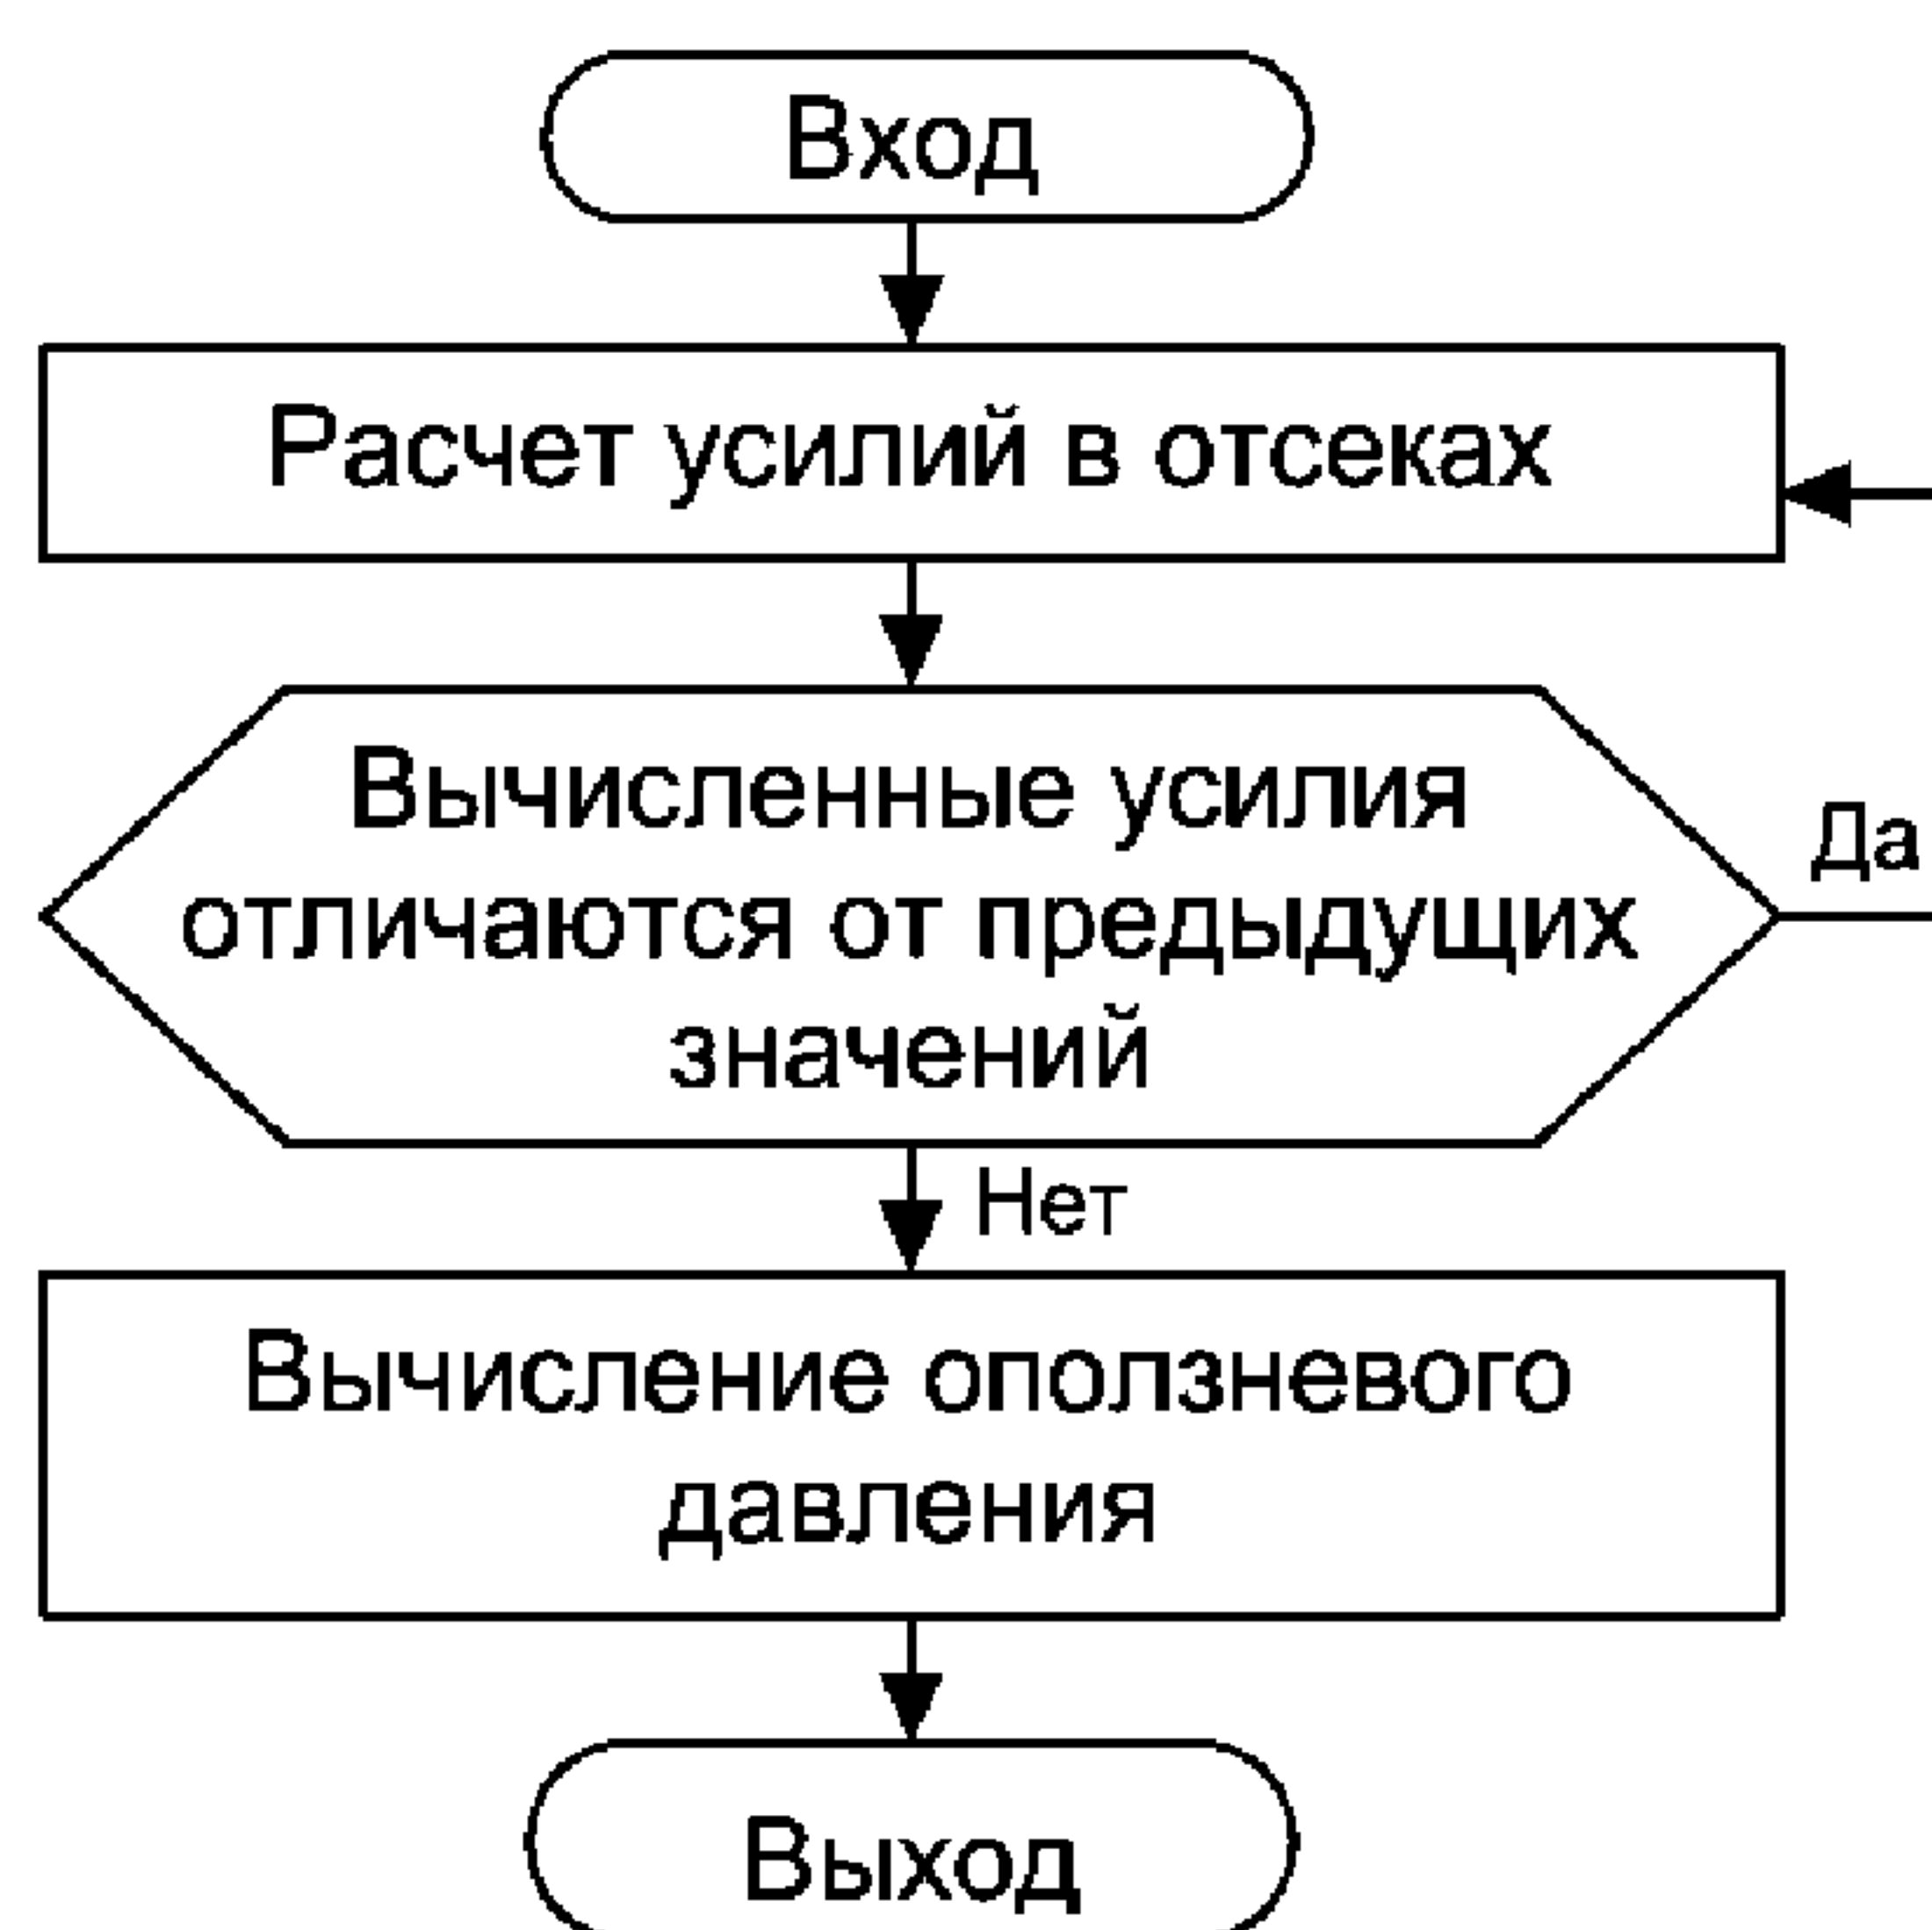 Вход
Расчет усилий в отсеках
Вычисленные усилия
отличаются от предыдущих
значений
Да
Нет
Вычисление оползневого
давления
Выход